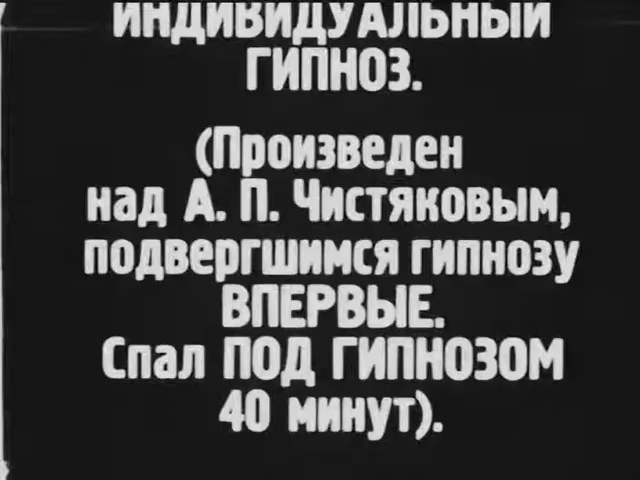 ИНДИВИДУАЛЬНЫЙ
ГИПНОЗ.
(Произведен
над А. П. Чистяковым,
подвергшимся гипнозу
ВПЕРВЫЕ.
Спал ПОД ГИПНОЗОМ
40 минут).